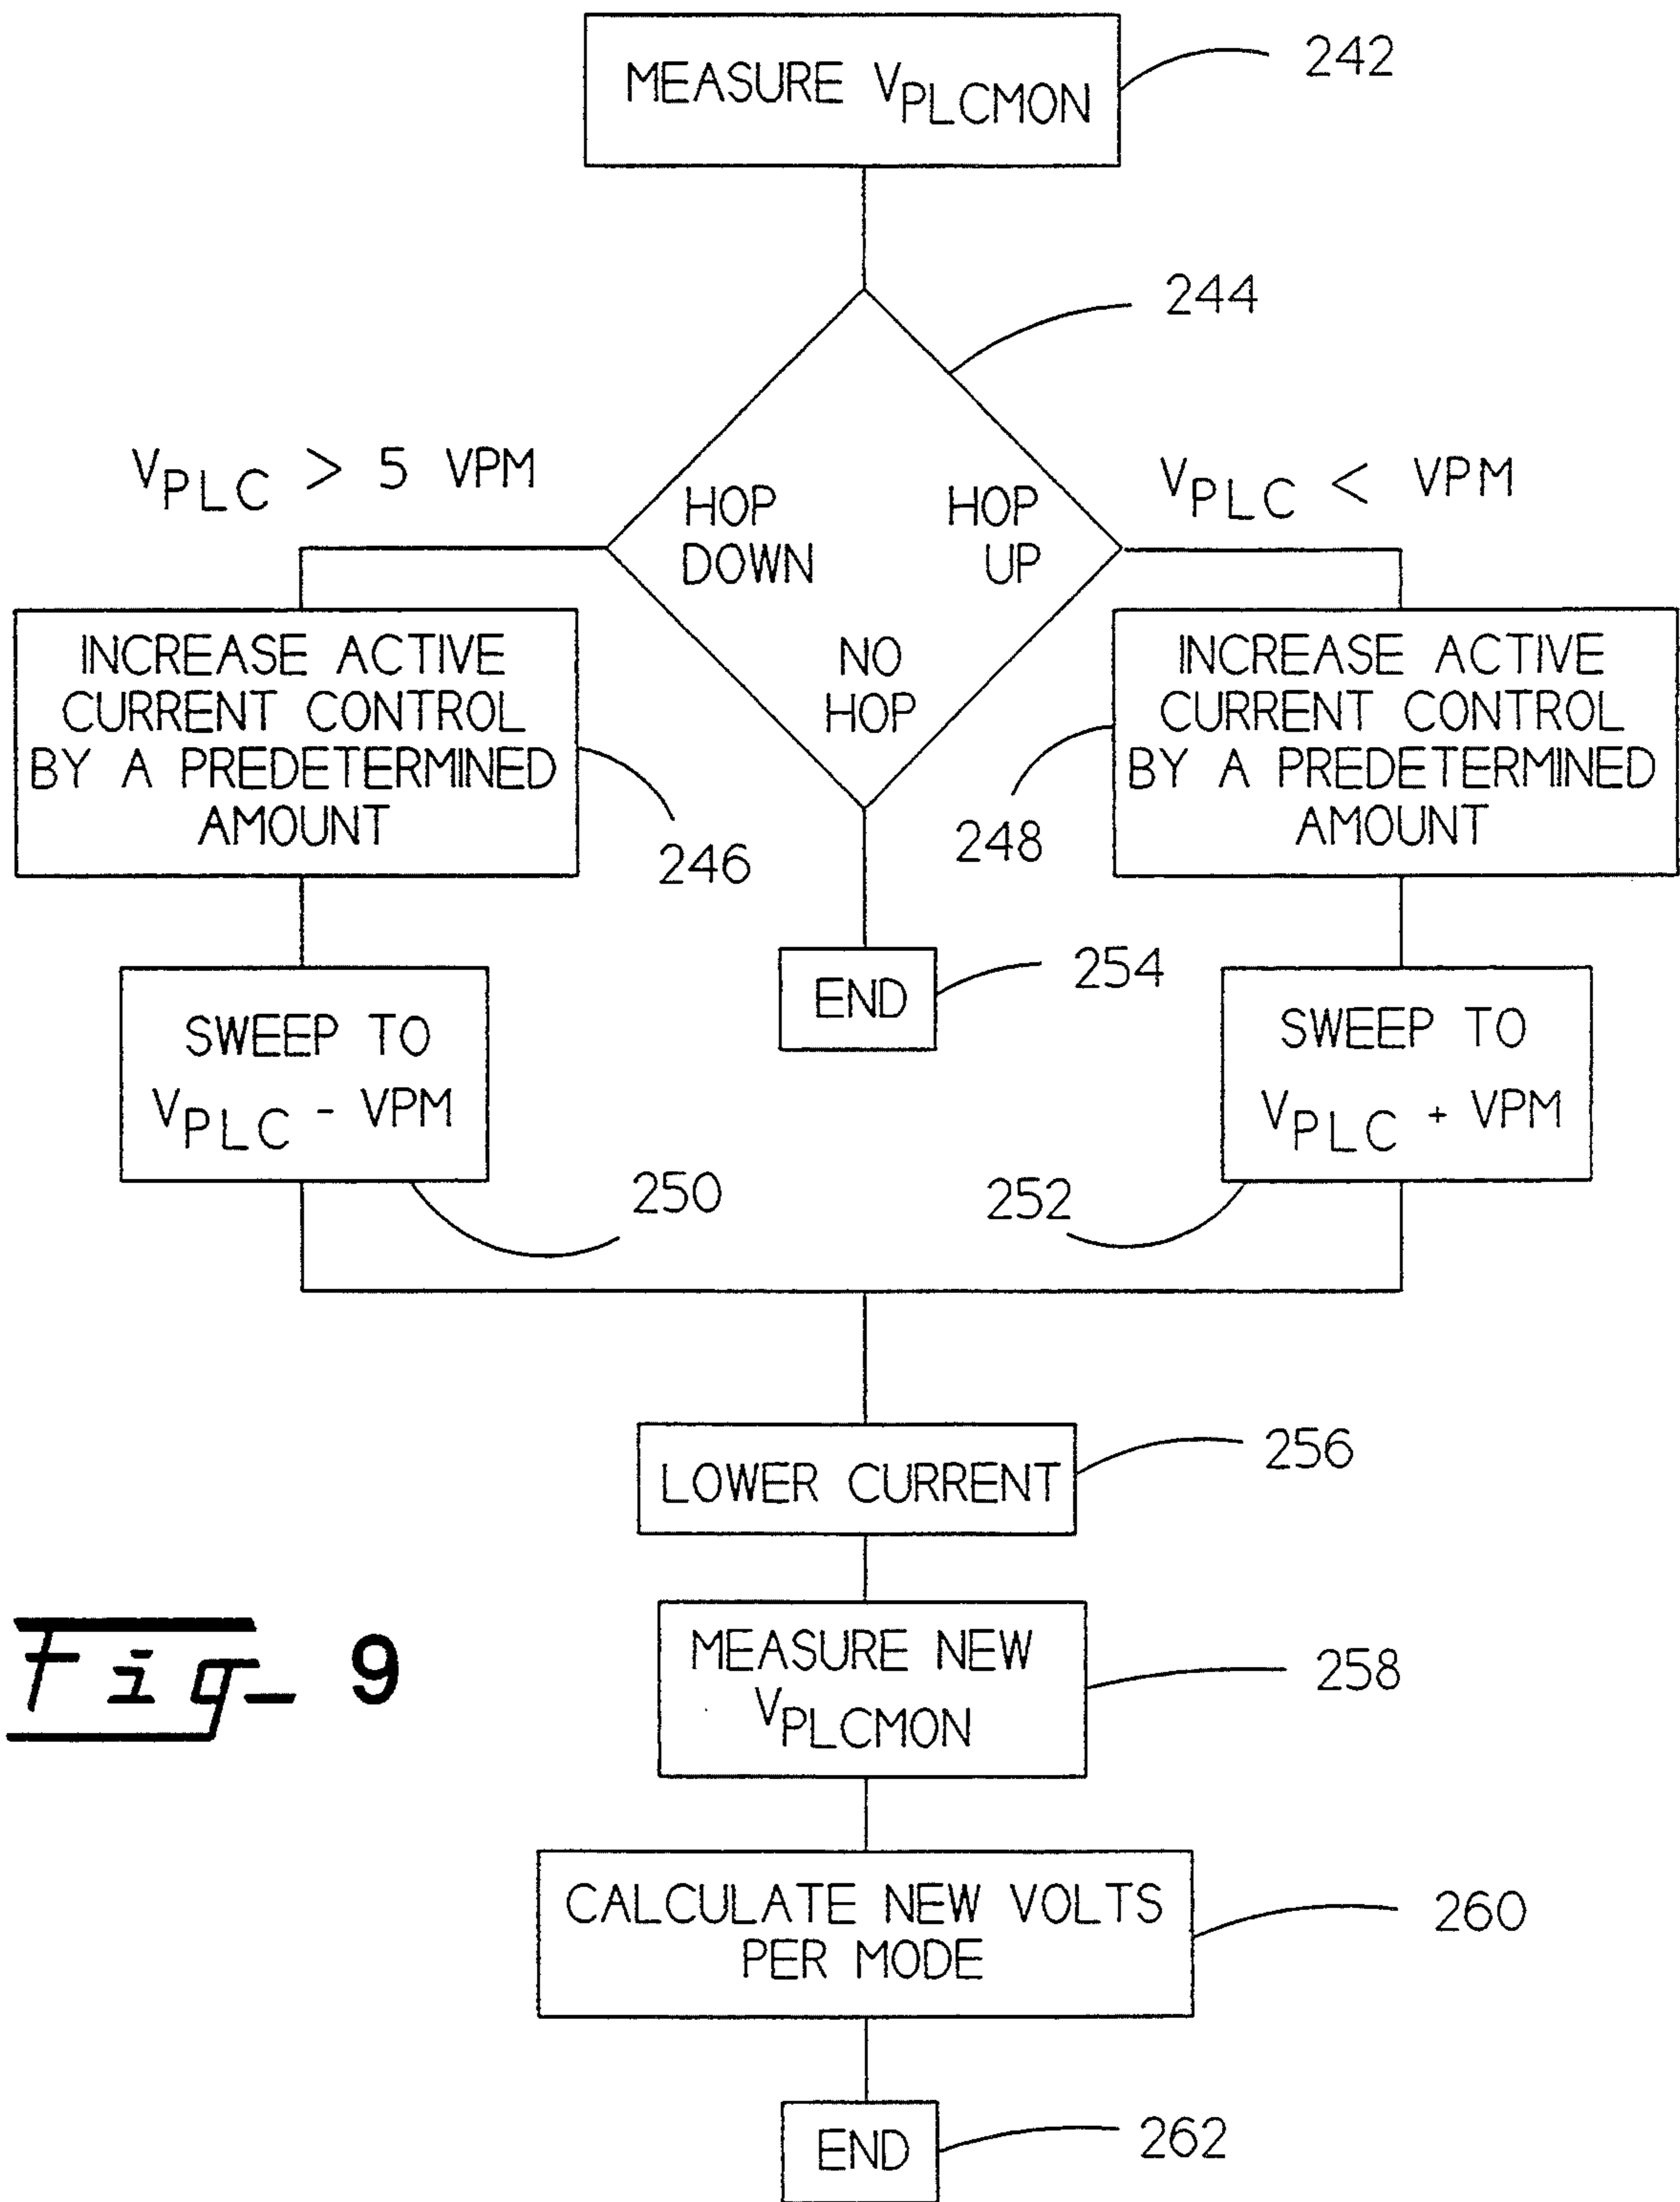 MEASURE VPLCMON
242
244
VPLC > 5 VPM
HOP
DOWN
HOP
UP
VPLC < VPM
NO
HOP
INCREASE ACTIVE
CURRENT CONTROL
BY A PREDETERMINED
AMOUNT
246
INCREASE ACTIVE
CURRENT CONTROL
BY A PREDETERMINED
AMOUNT
248
END
254
SWEEP TO
VPLC - VPM
250
SWEEP TO
VPLC + VPM
252
LOWER CURRENT
256
MEASURE NEW
VPLCMON
258
CALCULATE NEW VOLTS
PER MODE
260
END
262
Fig_ 9